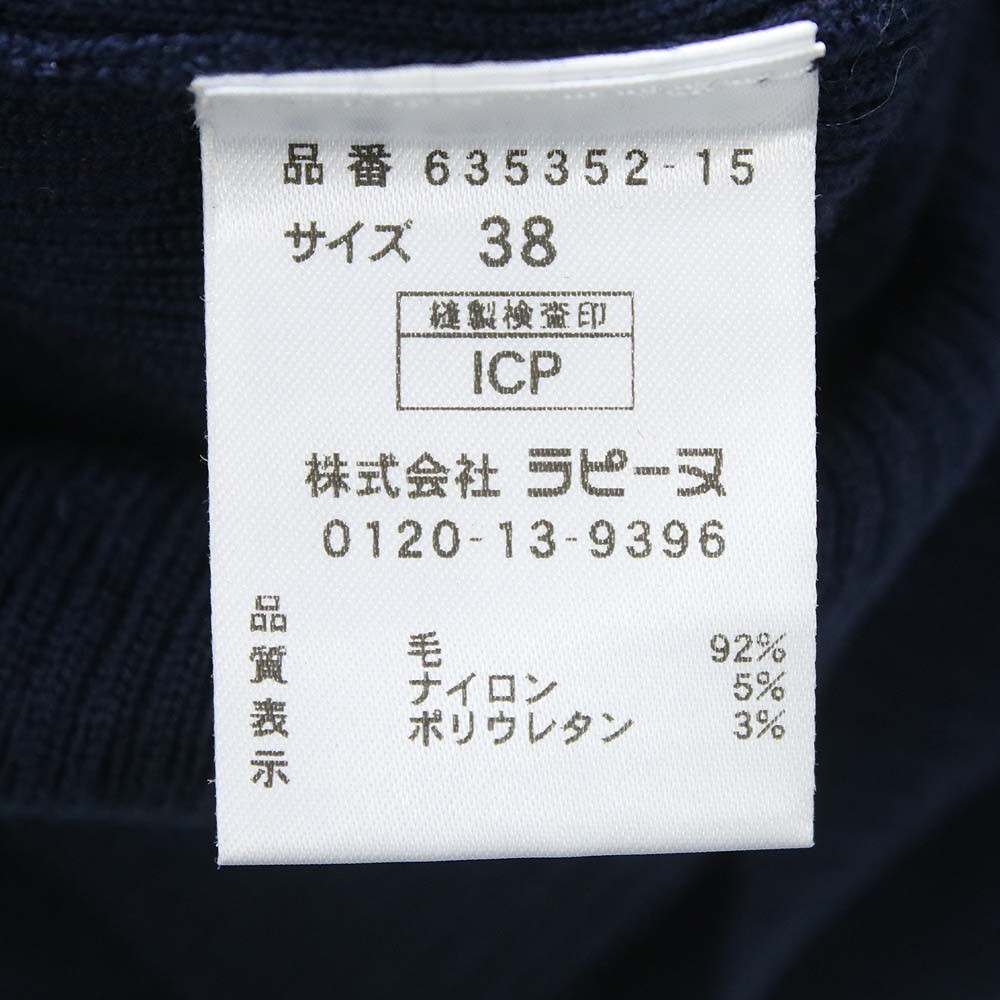 品番 635352-15
サイズ 38
縫製検査印
ICP
株式会社 ラピーヌ
0120-13-9396
品質表示
毛 92%
ナイロン 5%
ポリウレタン 3%